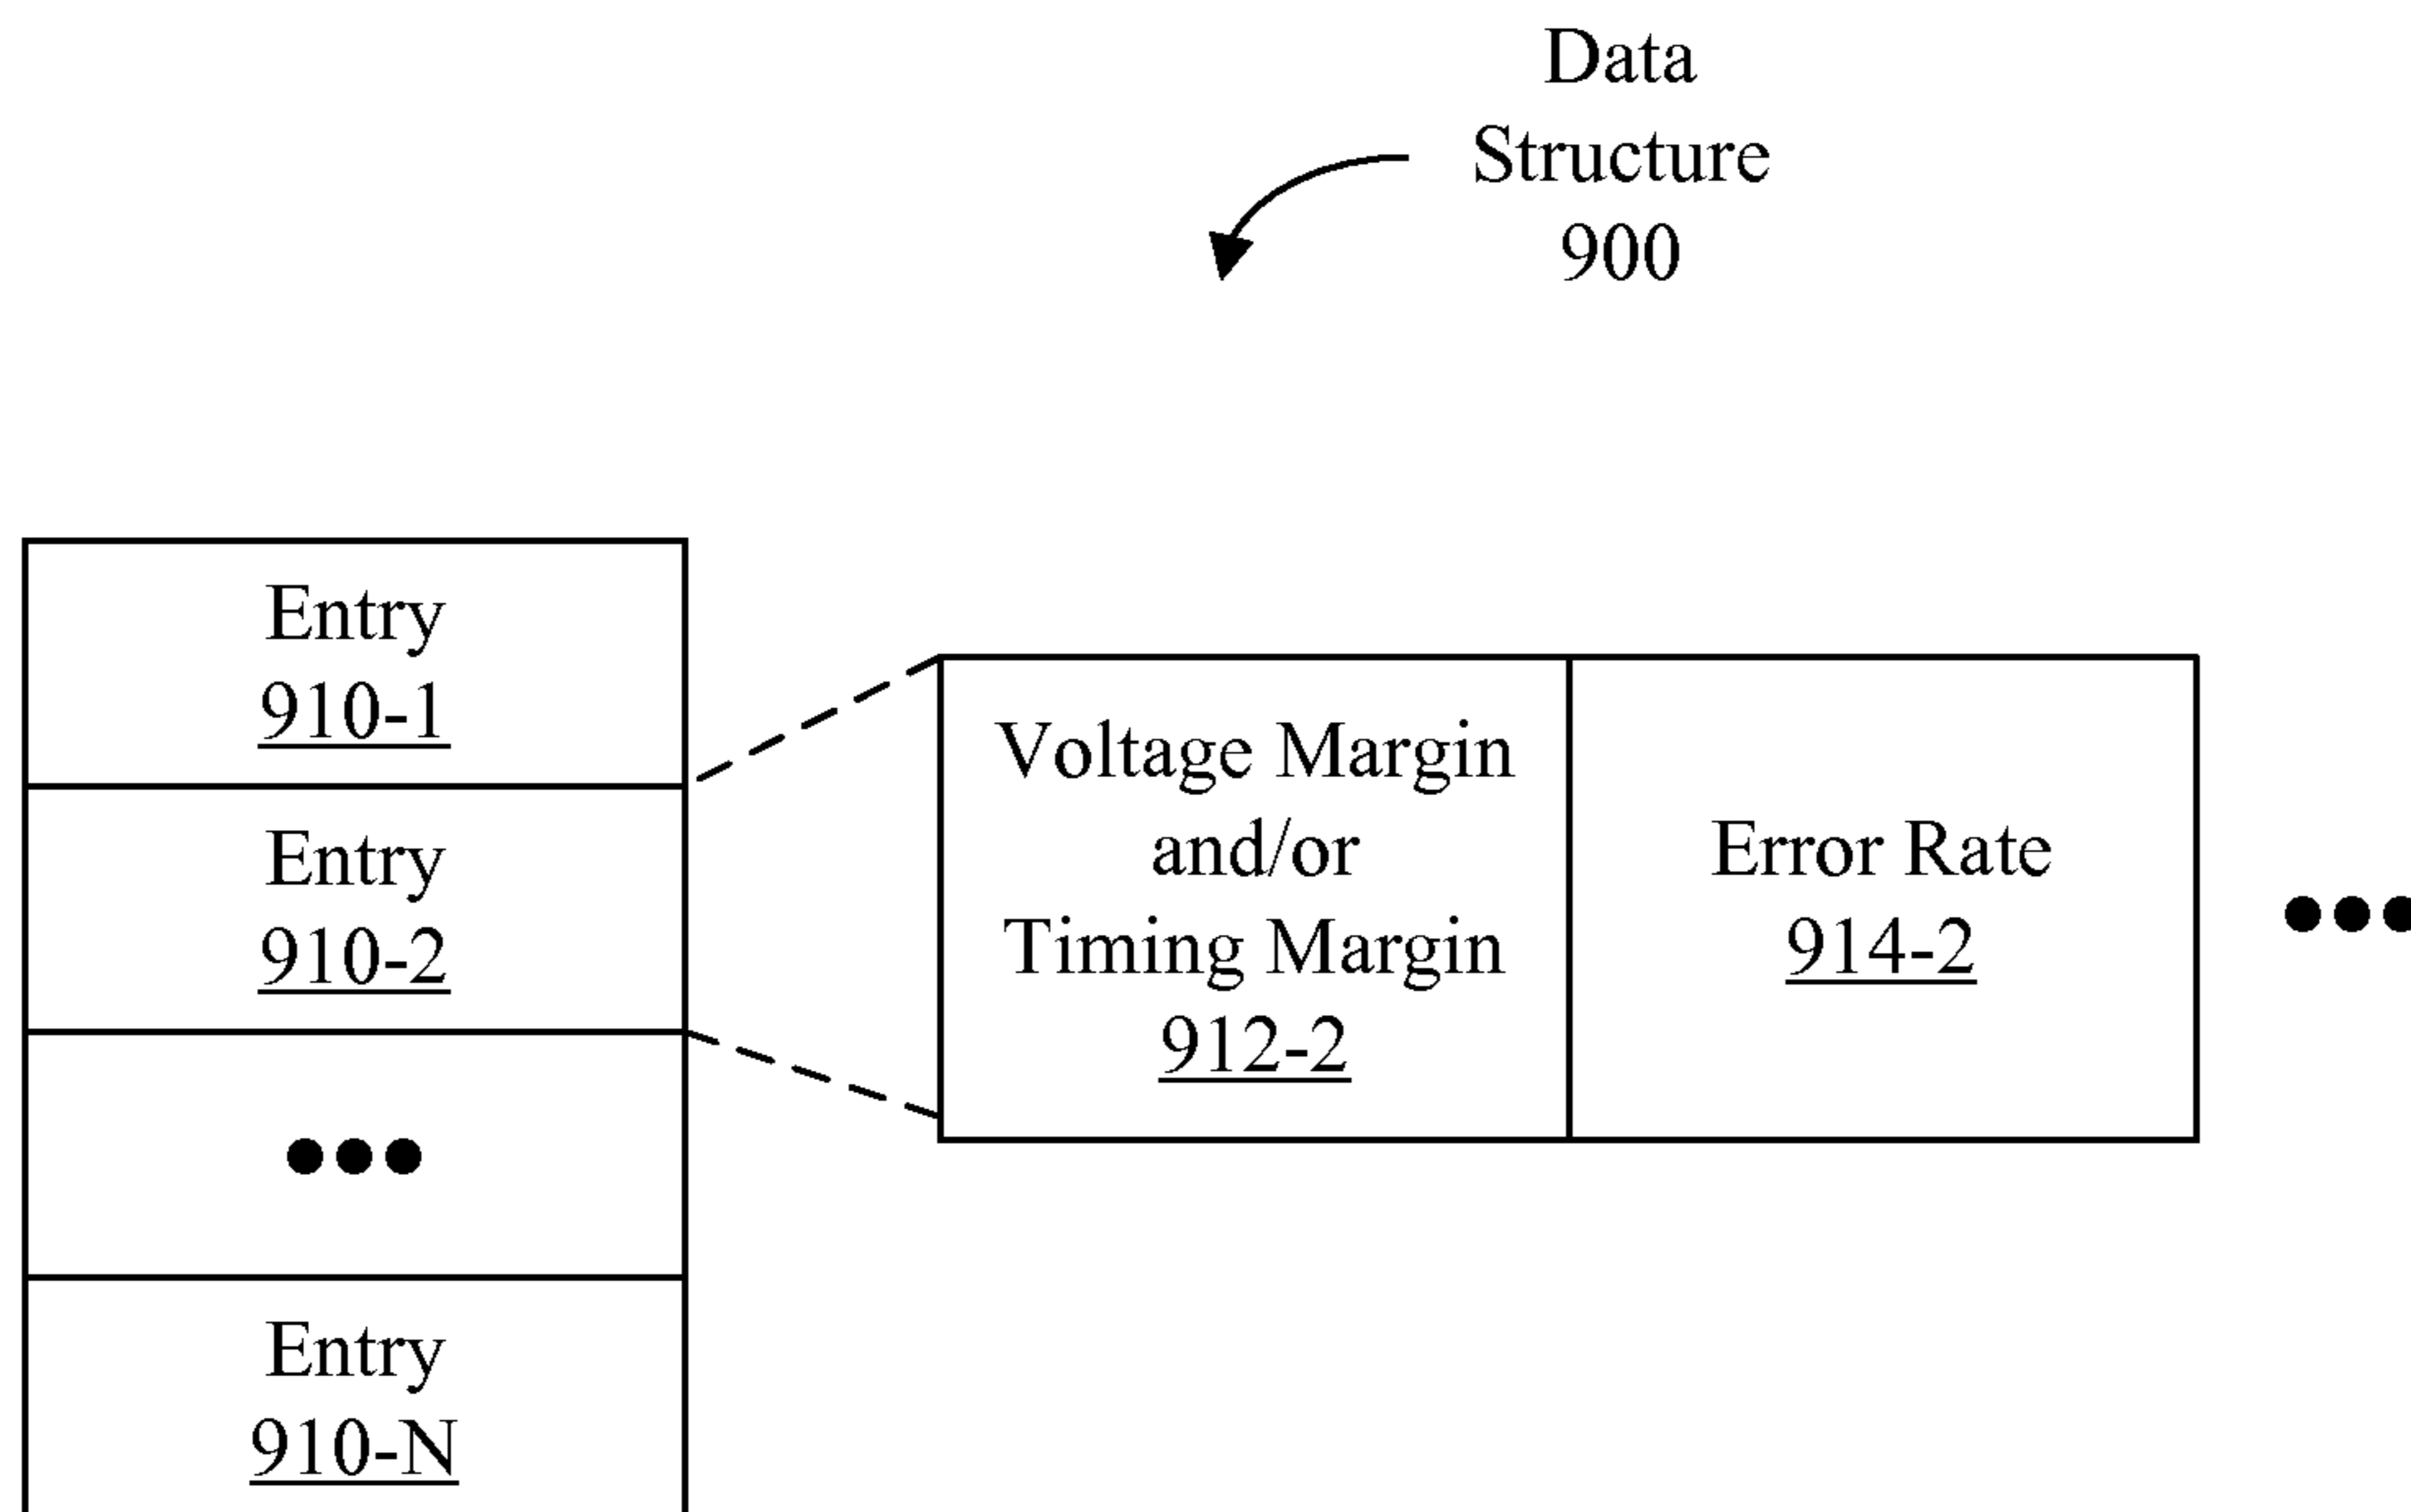 Data
Structure
900
Entry
910-1
Entry
910-2
●●●
Entry
910-N
Voltage Margin
and/or
Timing Margin
912-2
Error Rate
914-2
●●●